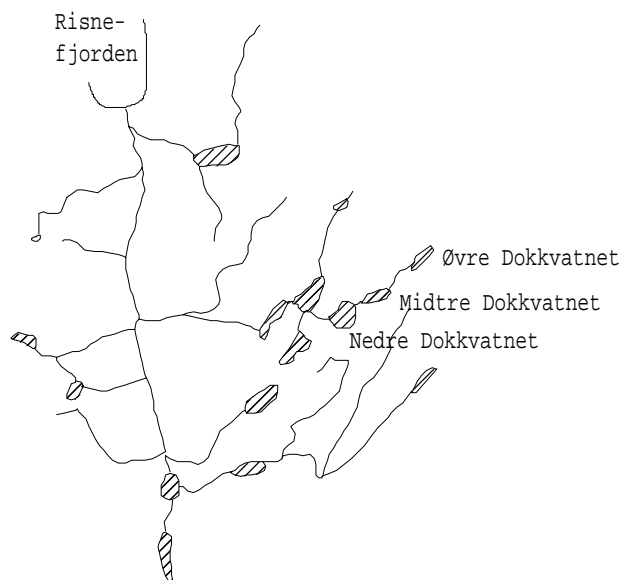 Risne-
fjorden
Øvre Dokkvatnet
Midtre Dokkvatnet
Nedre Dokkvatnet